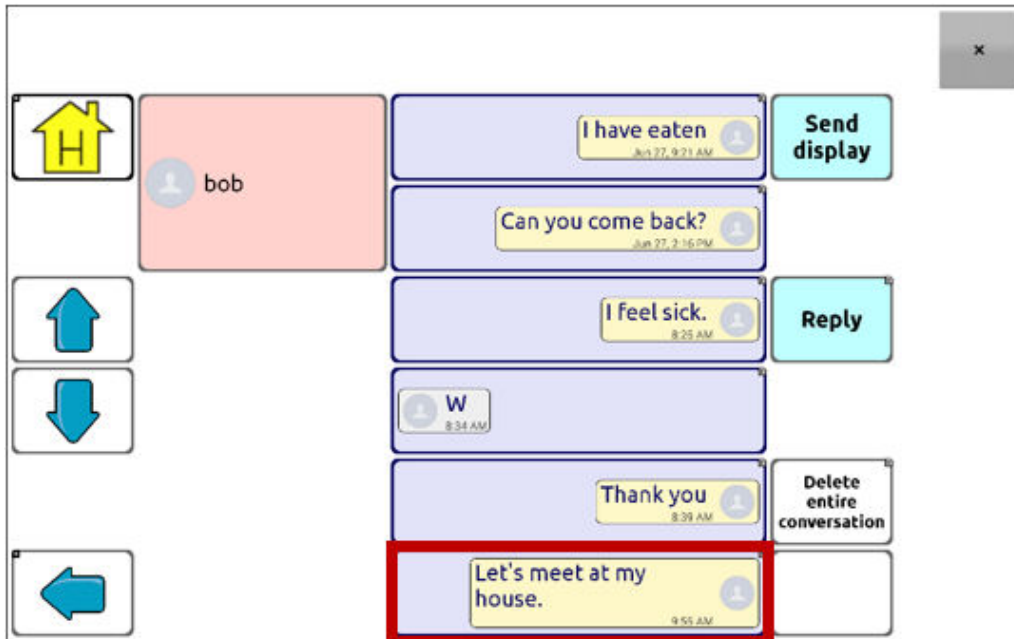 ×
H
bob
I have eaten
Jun 27, 9:21 AM
Send
display
Can you come back?
Jun 27, 2:16 PM
I feel sick.
8:25 AM
Reply
W
8:34 AM
Thank you
8:39 AM
Delete
entire
conversation
Let's meet at my
house.
9:55 AM